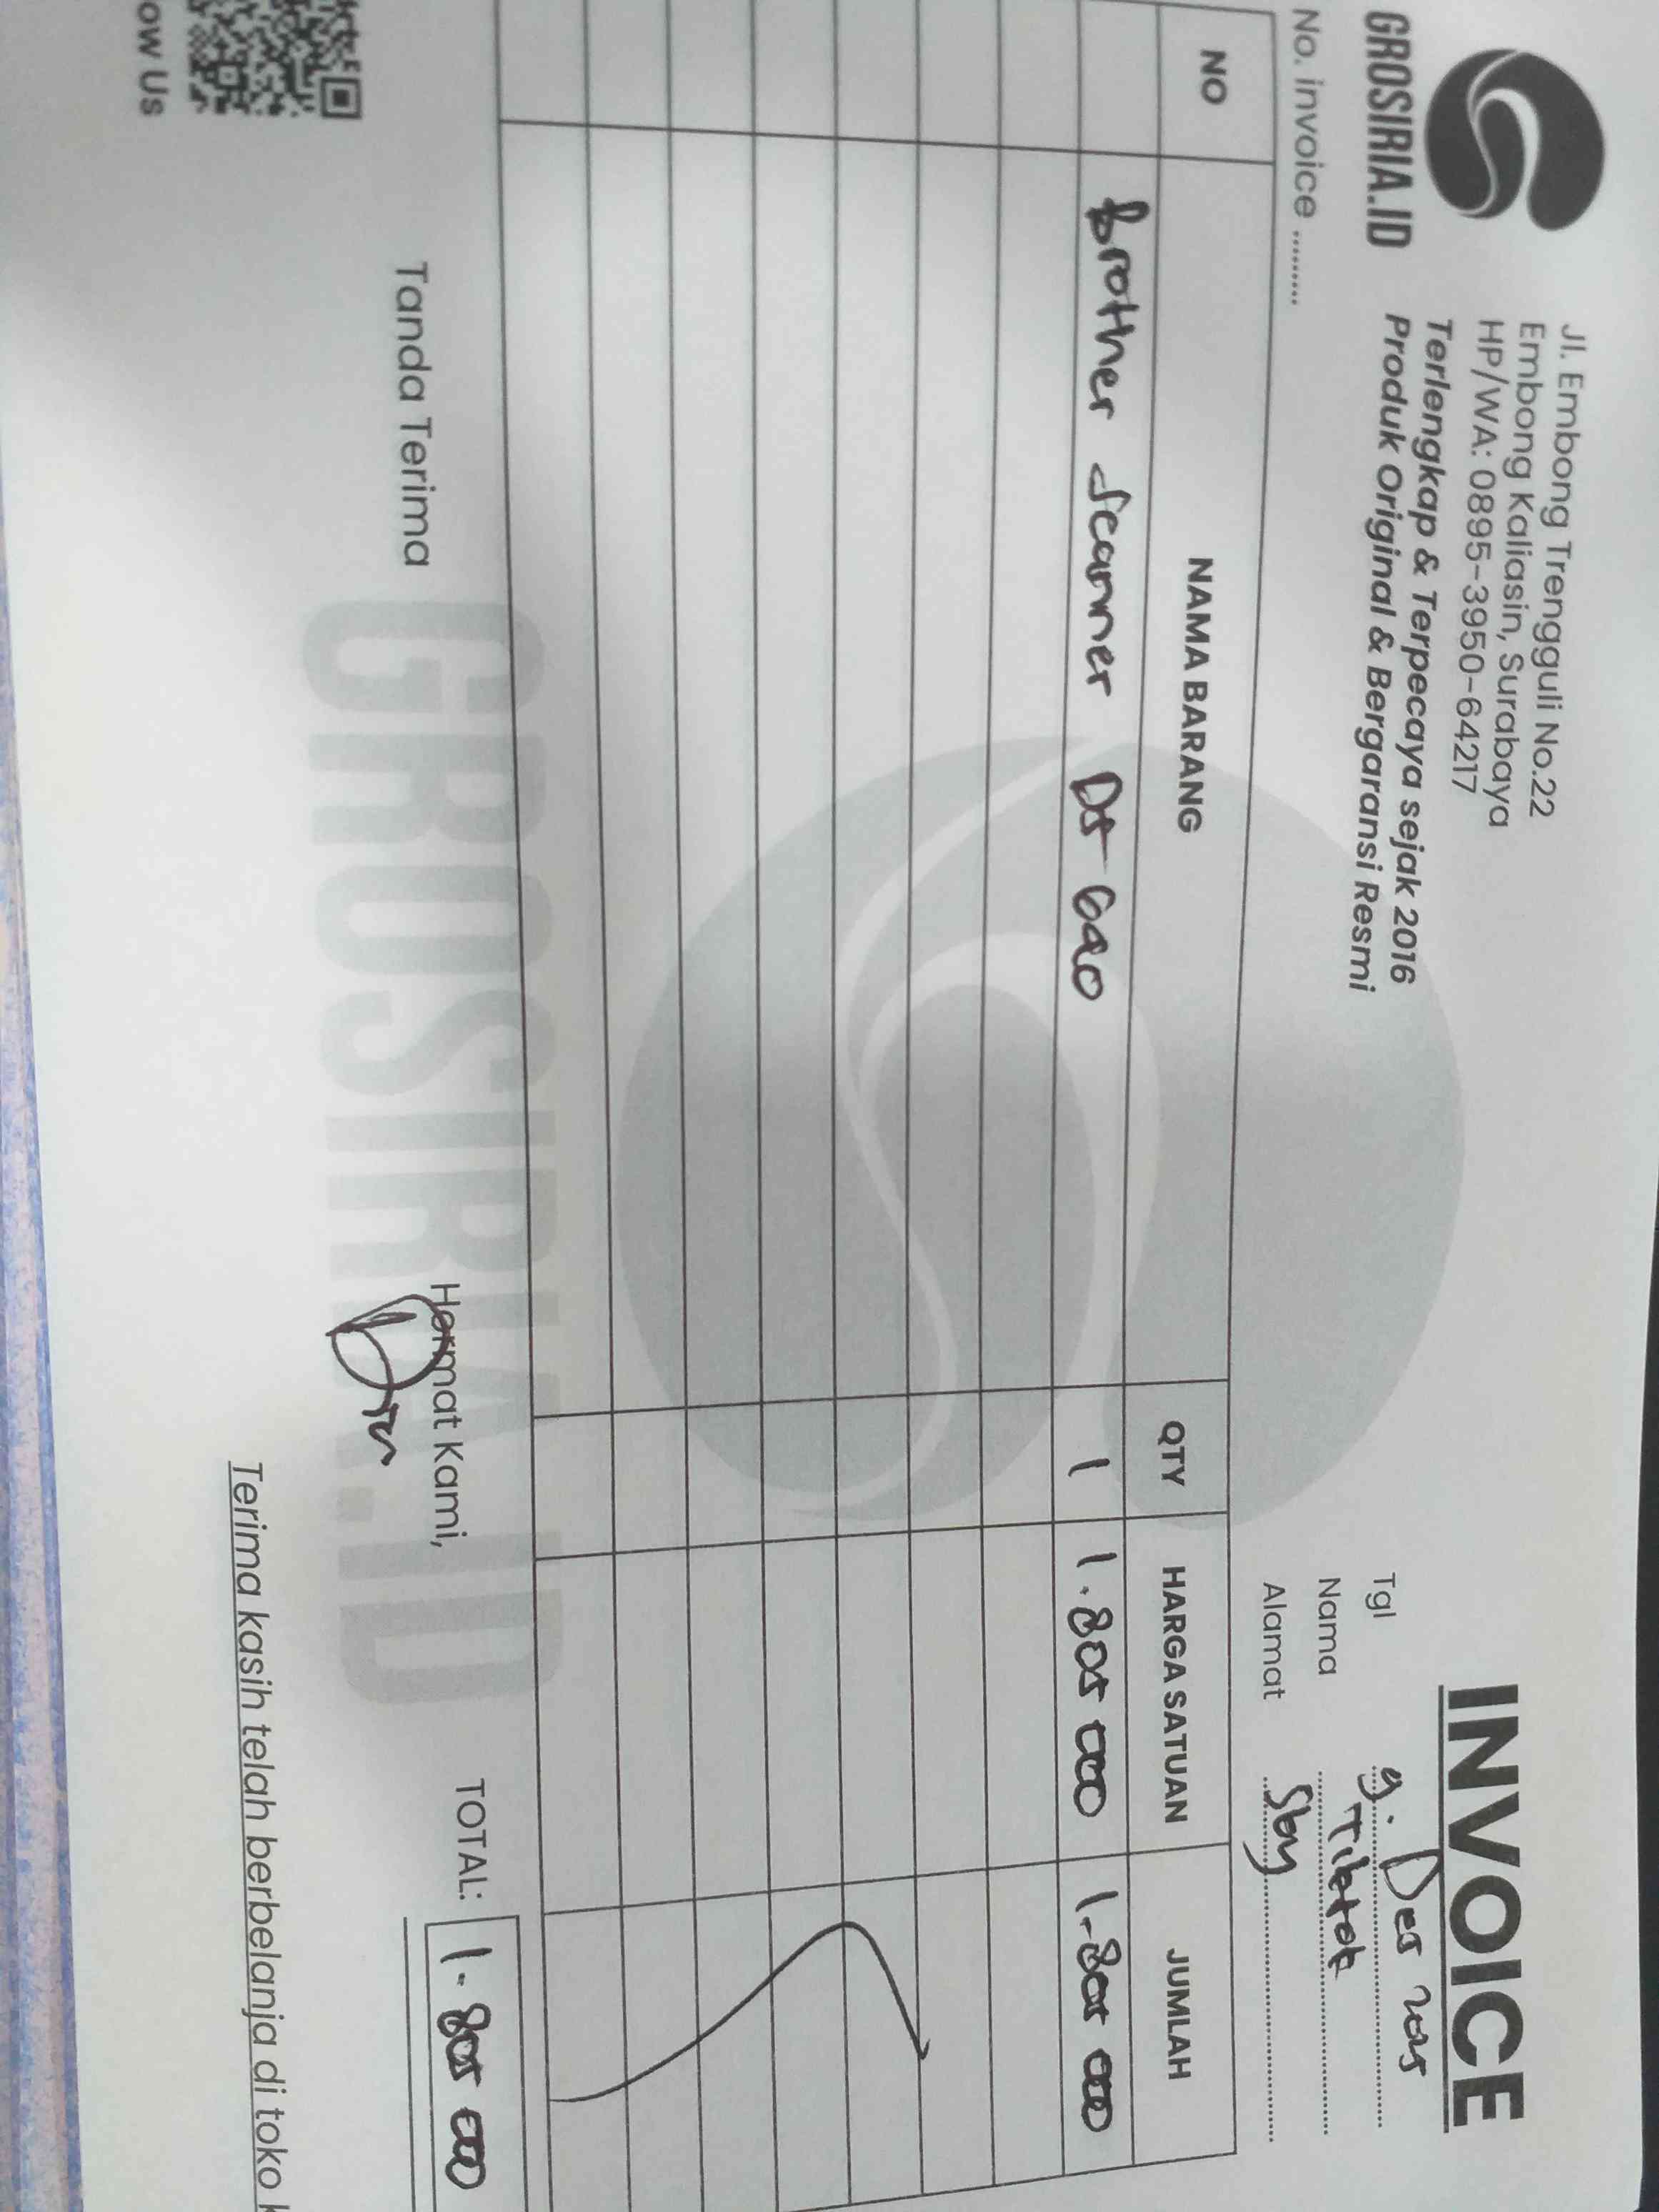 GROSIRIA.ID
Jl. Embong Trengguli No.22
Embong Kaliasin, Surabaya
HP/WA: 0895-3950-64217
Terlengkap & Terpecaya sejak 2016
Produk Original & Bergaransi Resmi
INVOICE
Tgl 9. Des 2025
Nama Tiktok
Alamat Sby
No. invoice .........
NO NAMA BARANG QTY HARGA SATUAN JUMLAH
Brother Scanner DS-640 1 1.805 000 1.805 000
Tanda Terima
Hormat Kami,
TOTAL: 1.805 000
GROSIRIA.ID
ow Us
Terima kasih telah berbelanja di toko